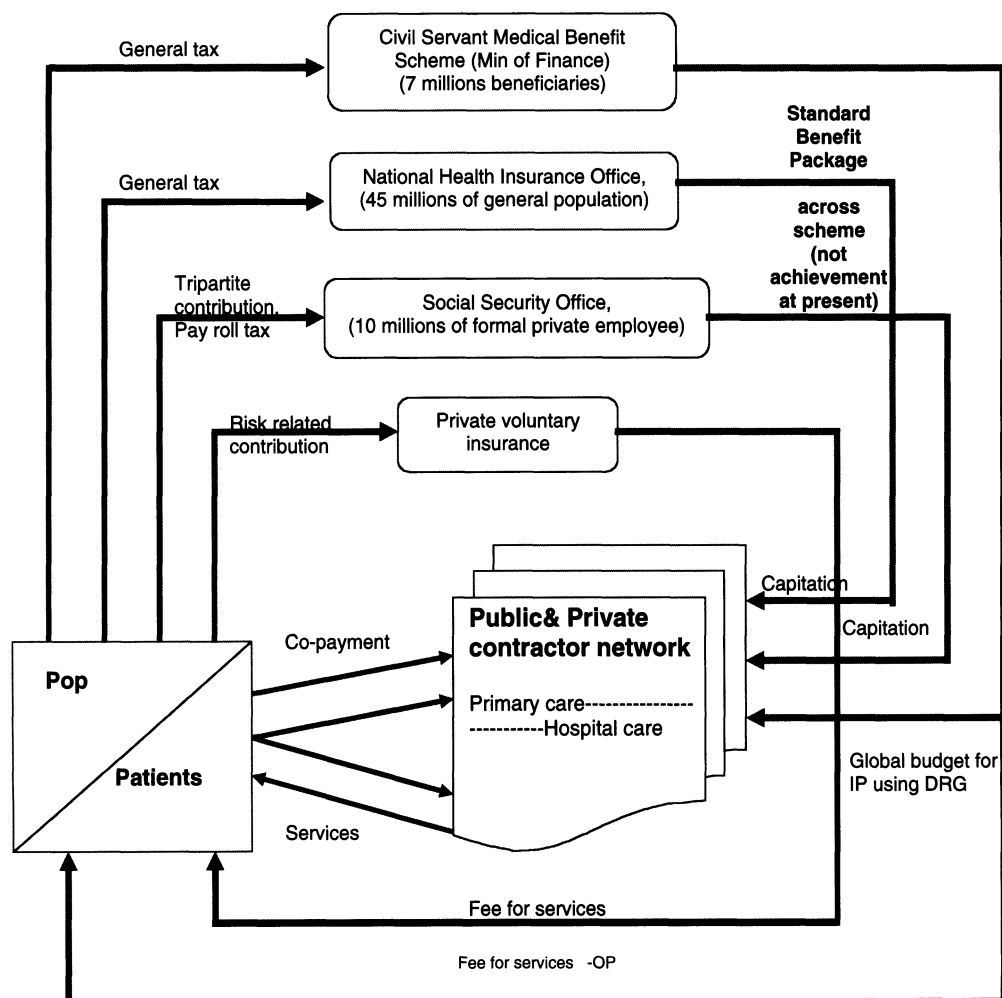 General tax
Civil Servant Medical Benefit
Scheme (Min of Finance)
(7 millions beneficiaries)
Standard
Benefit
Package
General tax
National Health Insurance Office,
(45 millions of general population)
across
scheme
(not
achievement
at present)
Tripartite
contribution.
Pay roll tax
Social Security Office,
(10 millions of formal private employee)
Risk related
contribution
Private voluntary
insurance
Capitation
Public& Private
contractor network
Capitation
Co-payment
Pop
Primary care------------------
------------Hospital care
Patients
Global budget for
IP using DRG
Services
Fee for services
Fee for services -OP